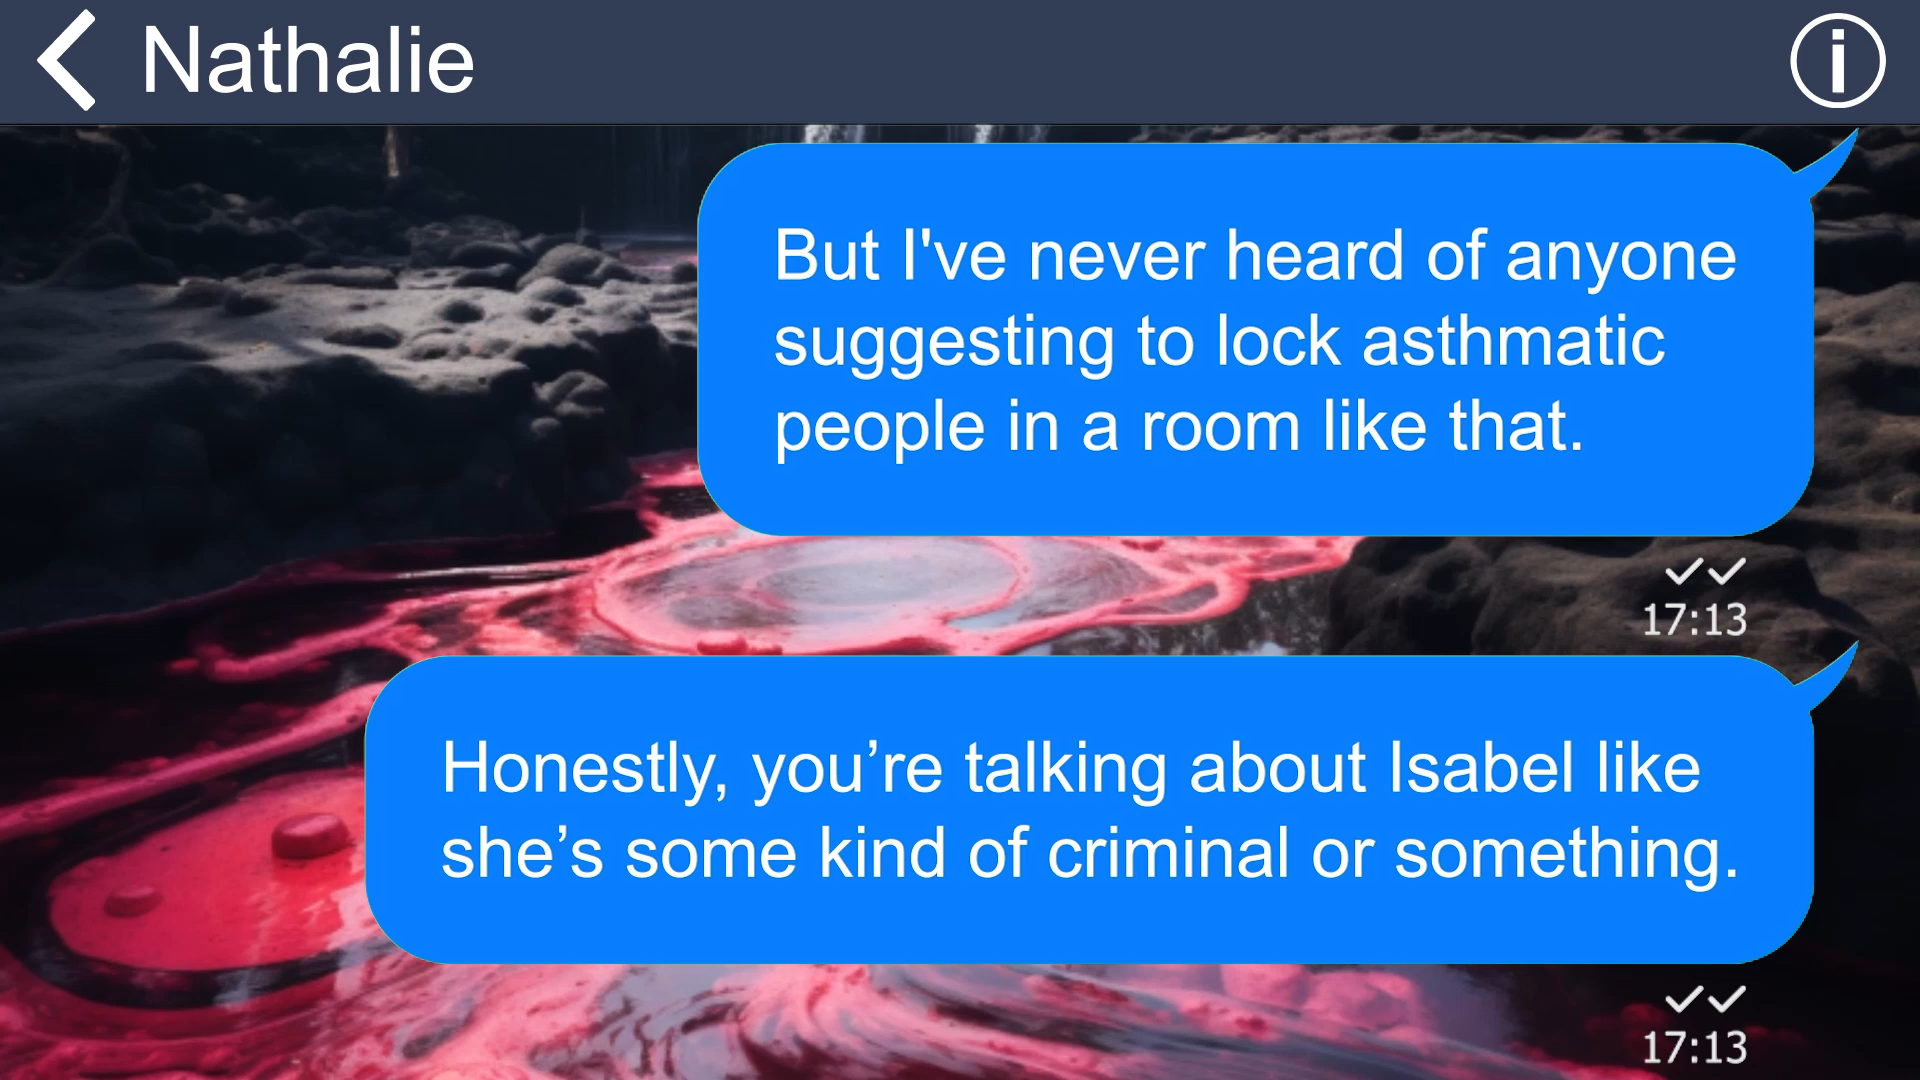 Nathalie
But I've never heard of anyone
suggesting to lock asthmatic
people in a room like that.
17:13
Honestly, you’re talking about Isabel like
she’s some kind of criminal or something.
17:13